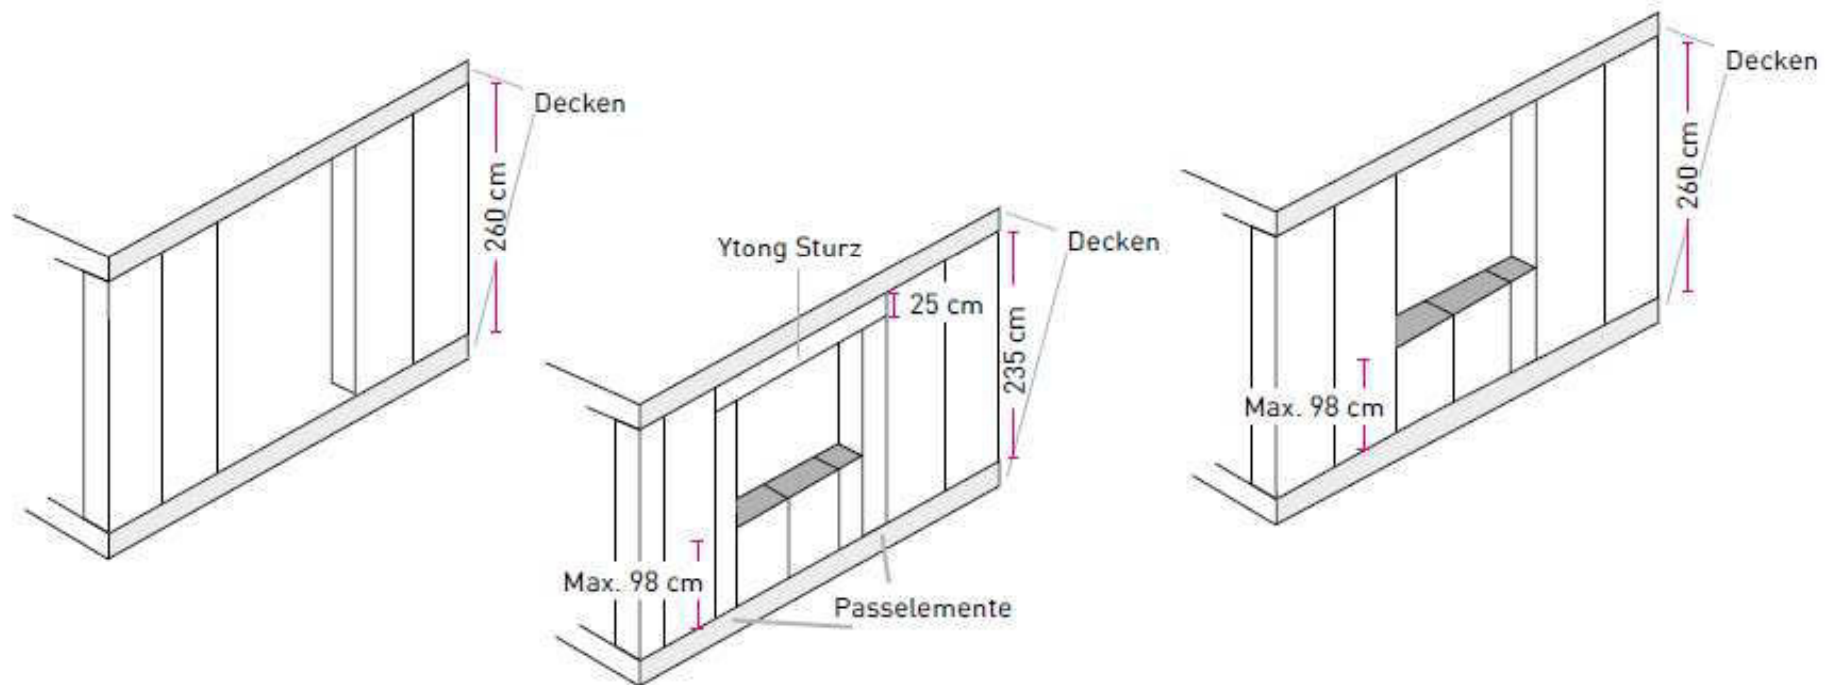 Decken
260 cm
Ytong Sturz
25 cm
Decken
235 cm
Max. 98 cm
Passelemente
Decken
260 cm
Max. 98 cm